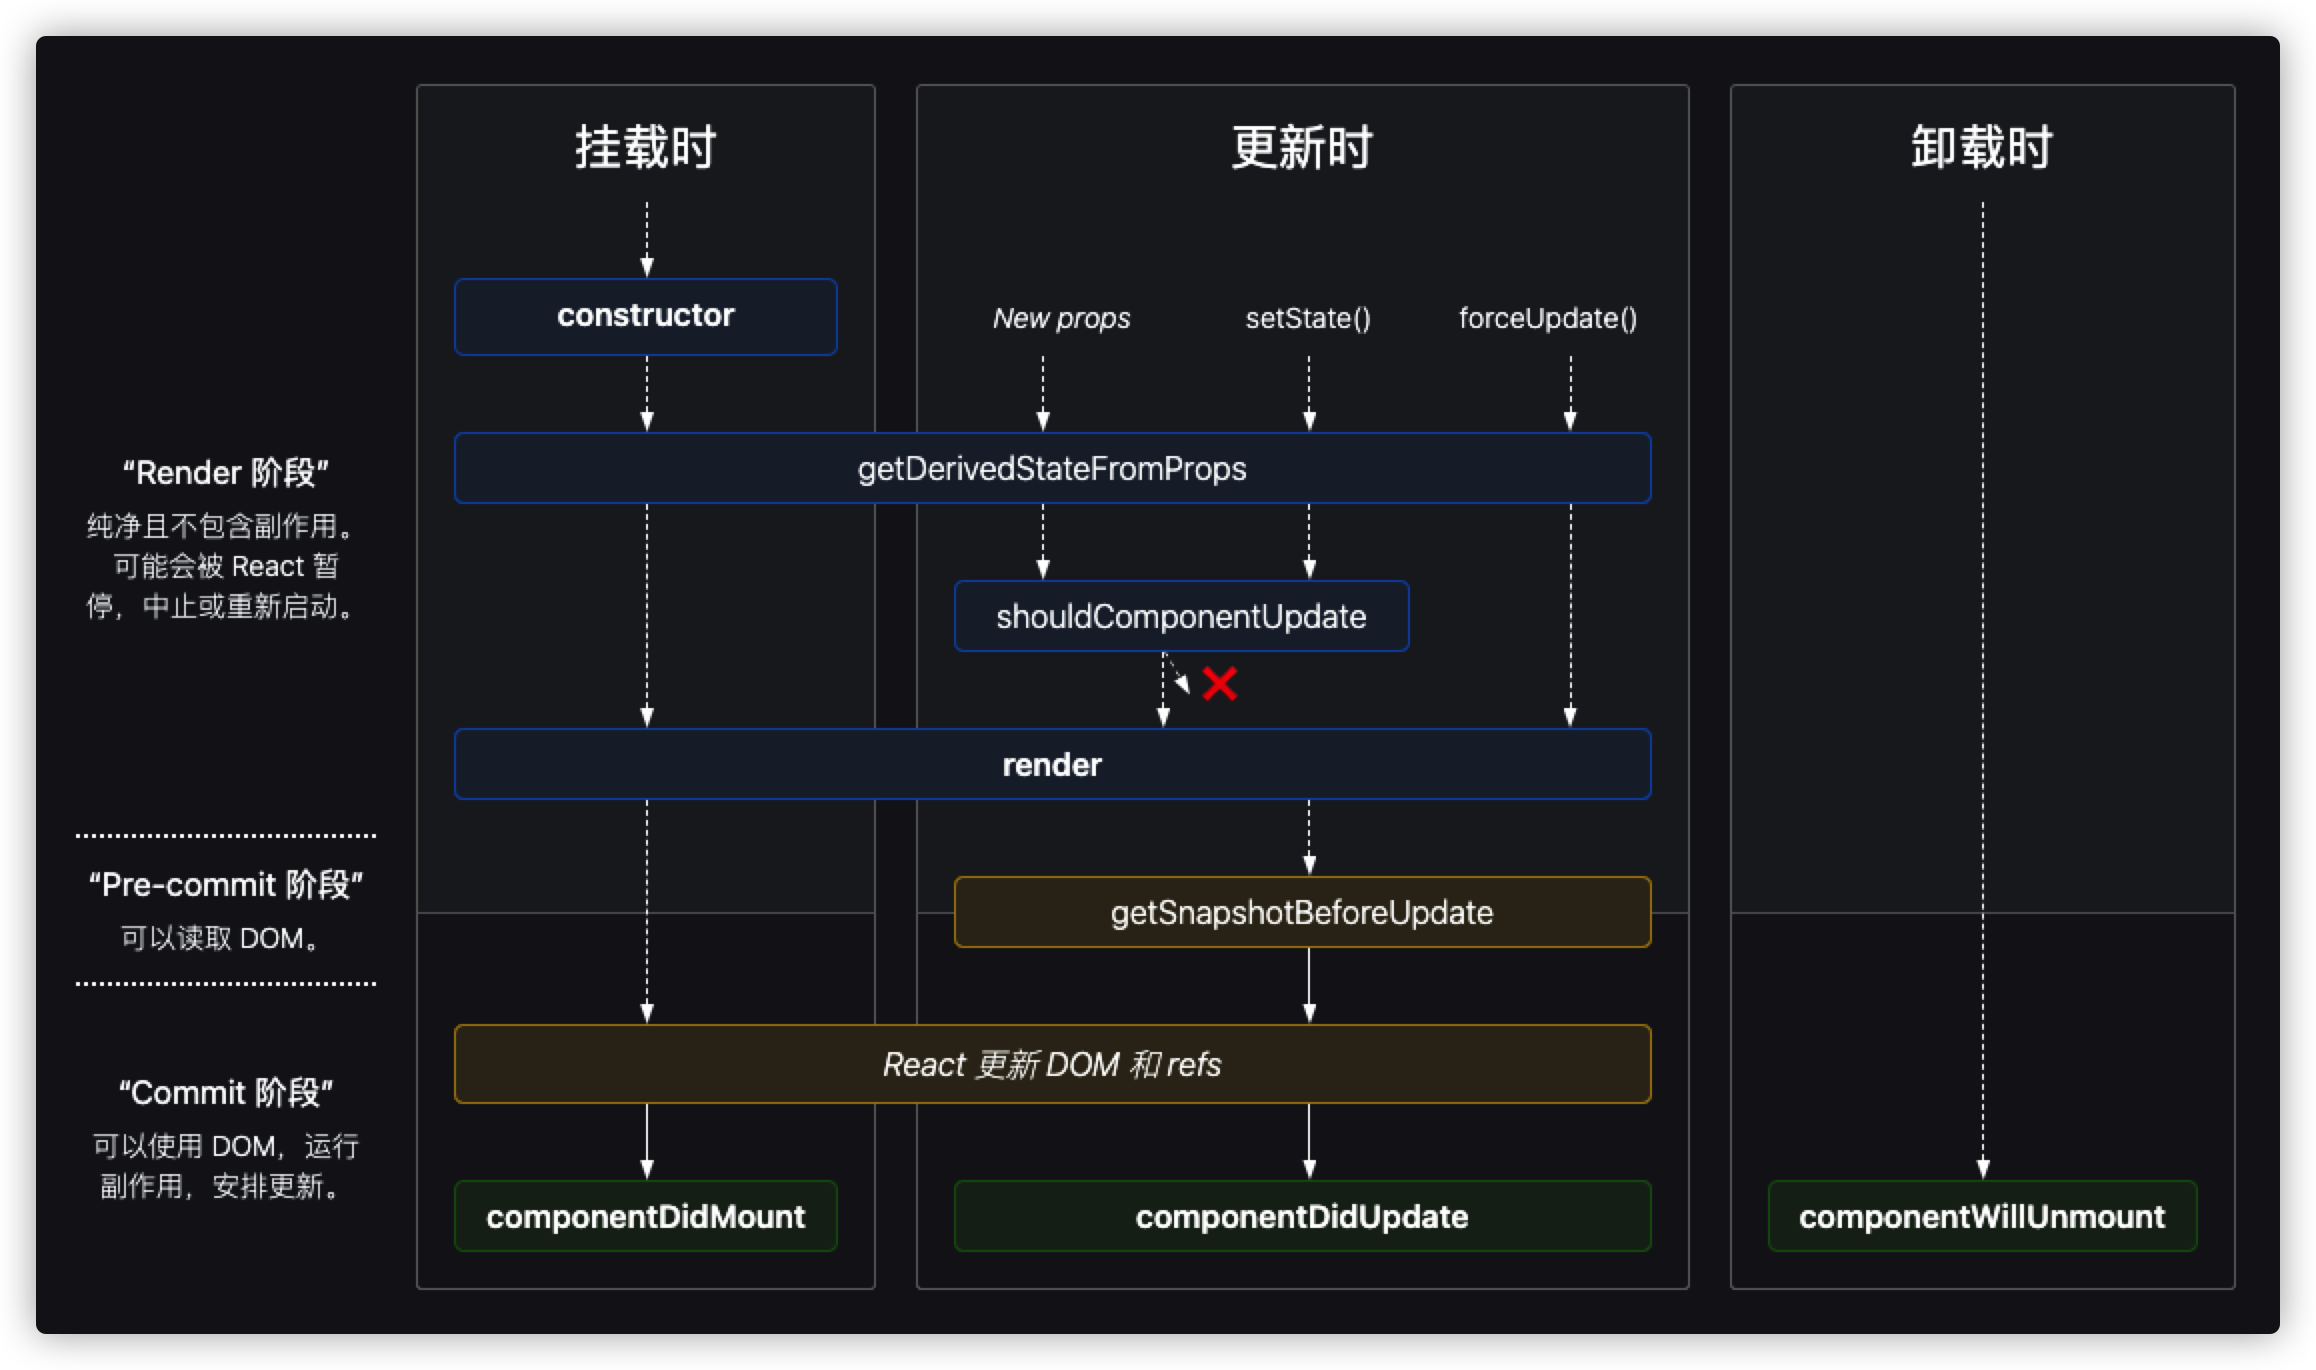 挂载时
更新时
卸载时
constructor
New props
setState()
forceUpdate()
getDerivedStateFromProps
“Render 阶段”
纯净且不包含副作用。
可能会被 React 暂
停，中止或重新启动。
shouldComponentUpdate
render
“Pre-commit 阶段”
可以读取 DOM。
getSnapshotBeforeUpdate
React 更新 DOM 和 refs
“Commit 阶段”
可以使用 DOM，运行
副作用，安排更新。
componentDidMount
componentDidUpdate
componentWillUnmount